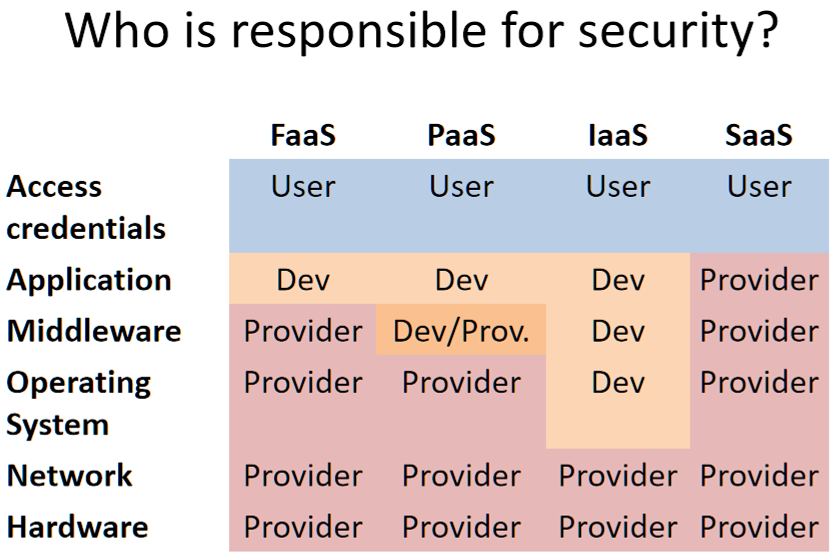 Who is responsible for security?
FaaS PaaS IaaS SaaS
Access credentials User User User User
Application Dev Dev Dev Provider
Middleware Provider Dev/Prov. Dev Provider
Operating System Provider Provider Dev Provider
Network Provider Provider Provider Provider
Hardware Provider Provider Provider Provider